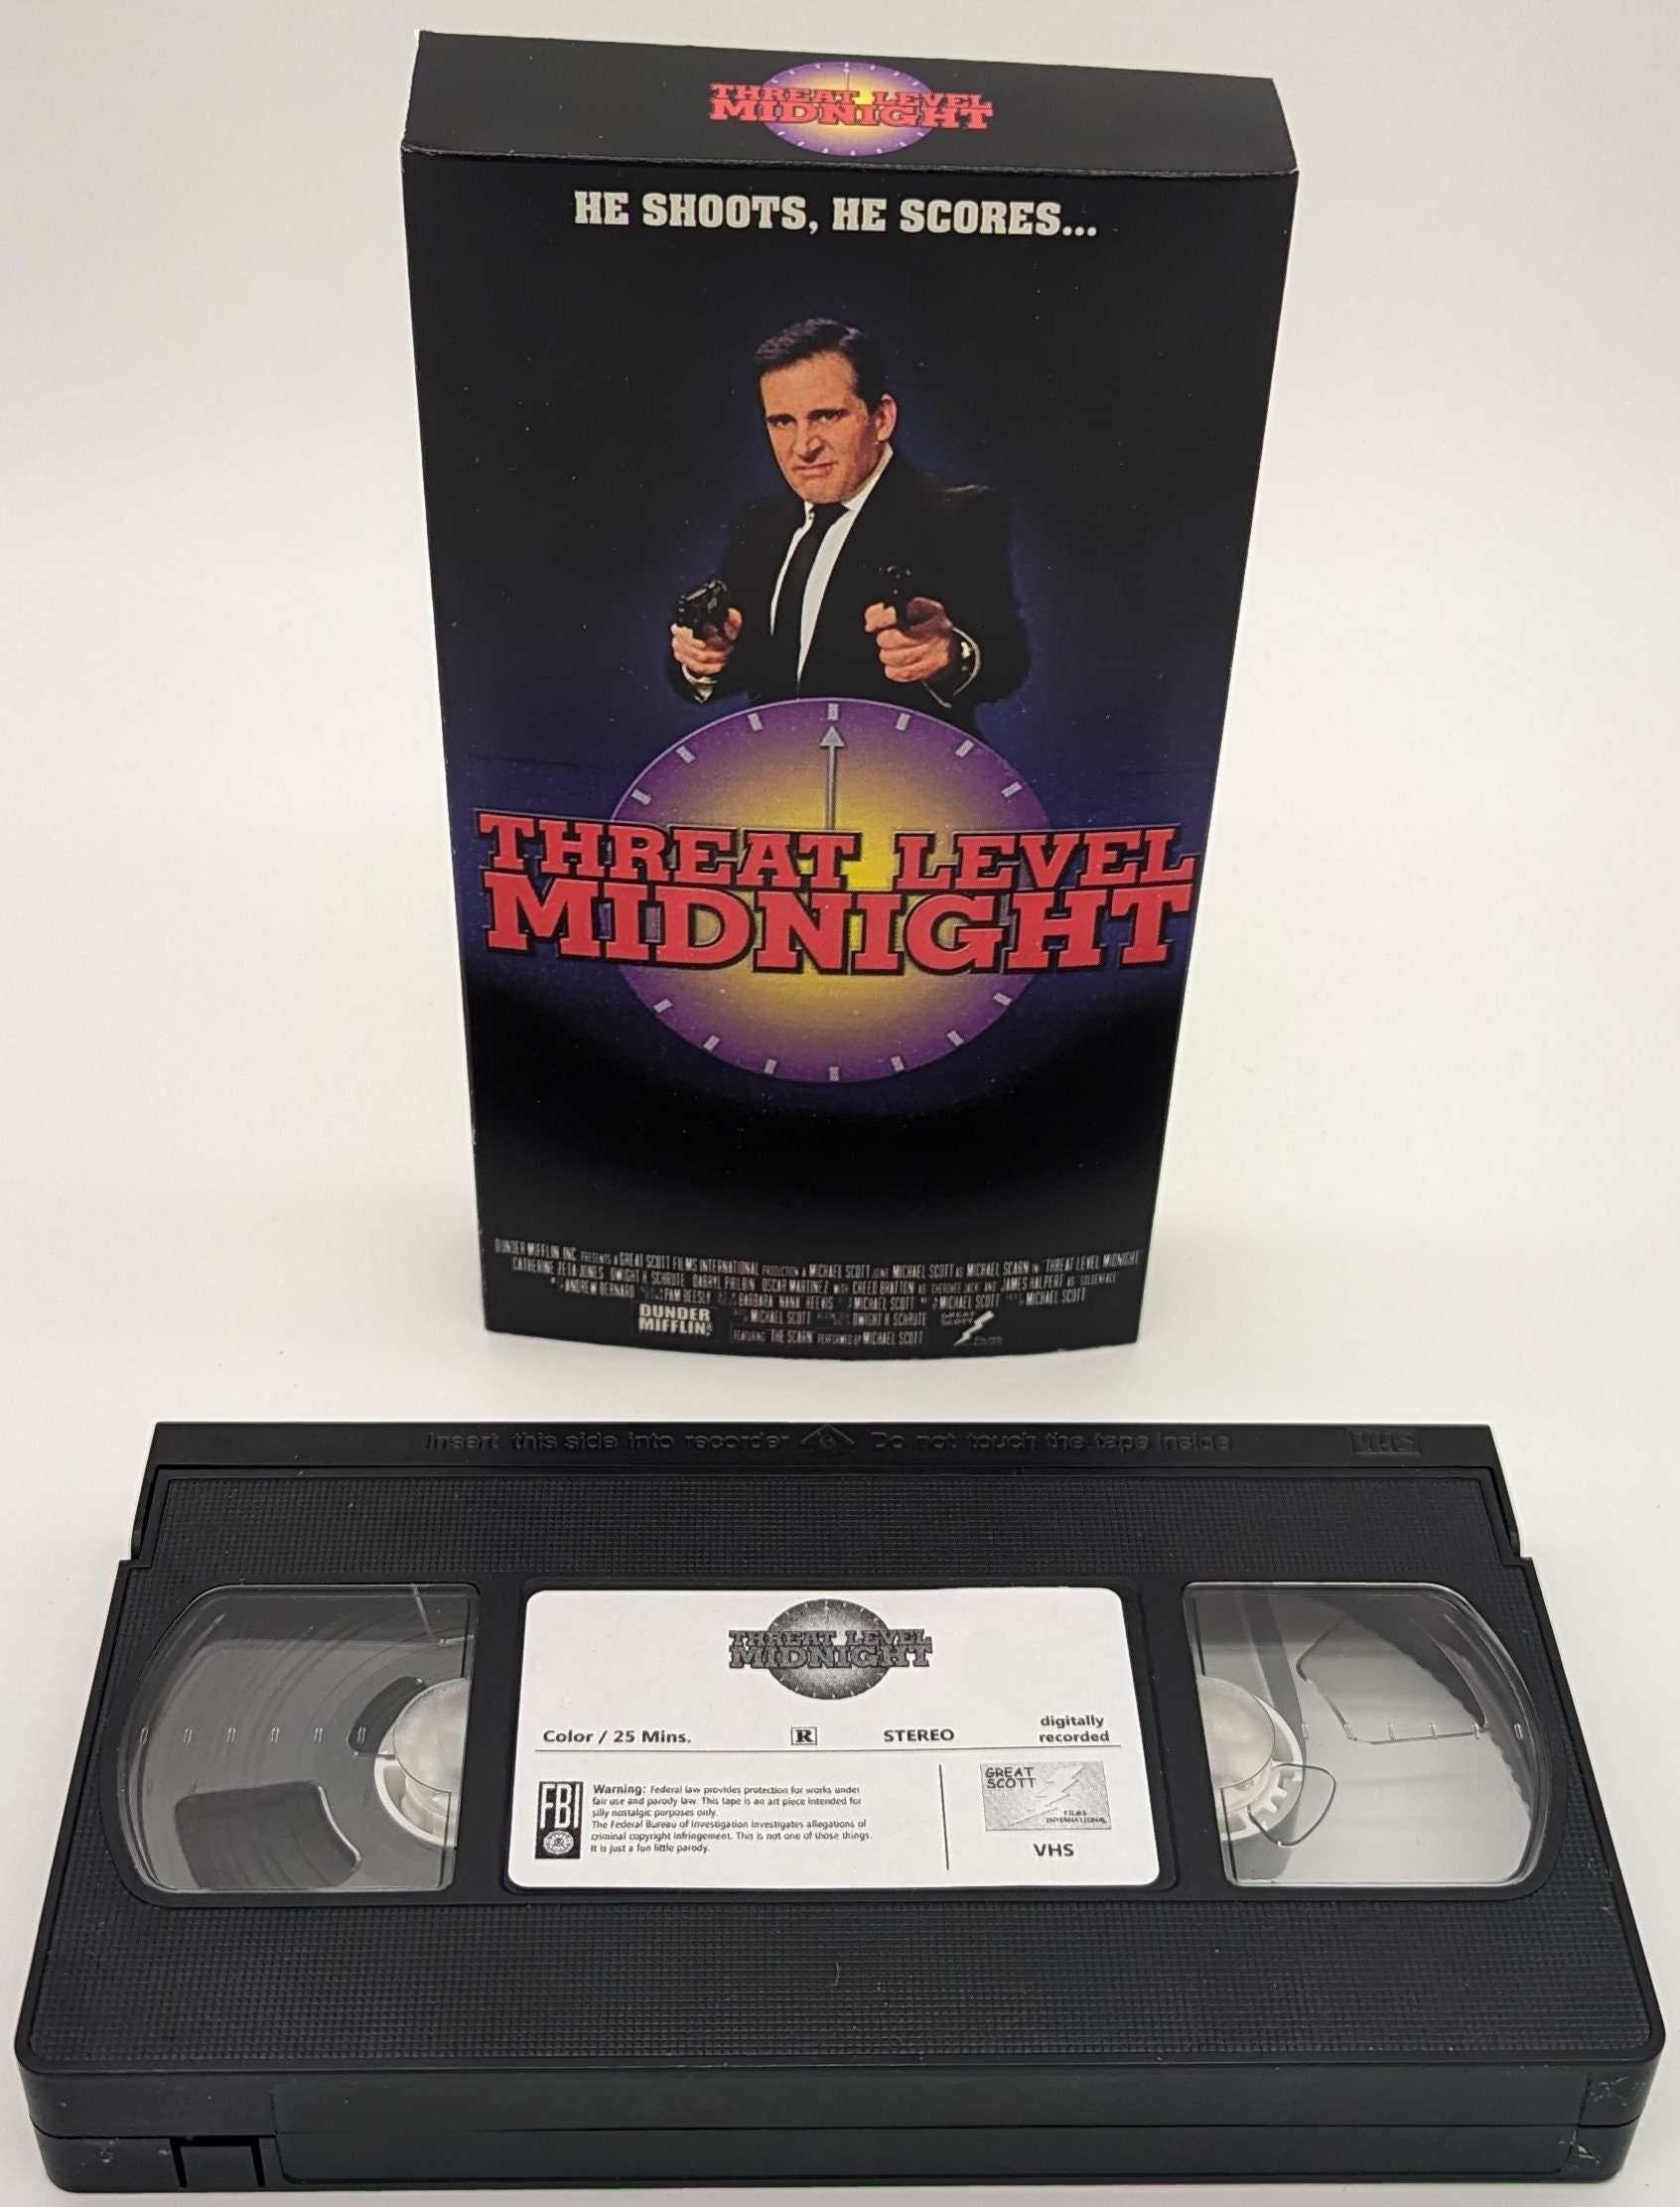 THREAT LEVEL
MIDNIGHT
HE SHOOTS, HE SCORES...
THREAT LEVEL
MIDNIGHT
DUNDER MIFFLIN INC. PRESENTS A GREAT SCOTT FILMS INTERNATIONAL PRODUCTION A MICHAEL SCOTT JOINT MICHAEL SCOTT AS MICHAEL SCARN IN "THREAT LEVEL MIDNIGHT"
CATHERINE ZETA-JONES DWIGHT K SCHRUTE DARRYL PHILBIN OSCAR MARTINEZ WITH CREED BRATTON AS CHEROKEE JACK AND JAMES HALPERT AS GOLDENFACE
ANDREW BERNARD PAM BEESLY BARBARA NANA KEEVIS MICHAEL SCOTT MICHAEL SCOTT MICHAEL SCOTT
DUNDER
MIFFLIN
MICHAEL SCOTT DWIGHT K SCHRUTE
FEATURING "THE SCARN" PERFORMED BY MICHAEL SCOTT
GREAT
SCOTT
FILMS
Insert this side into recorder Do not touch the tape inside
VHS
THREAT LEVEL
MIDNIGHT
Color / 25 Mins. R STEREO digitally
recorded
FBI
Warning: Federal law provides protection for works under
fair use and parody law. This tape is an art piece intended for
silly nostalgic purposes only.
The Federal Bureau of Investigation investigates allegations of
criminal copyright infringement. This is not one of those things.
It is just a fun little parody.
GREAT
SCOTT
FILMS
INTERNATIONAL
VHS